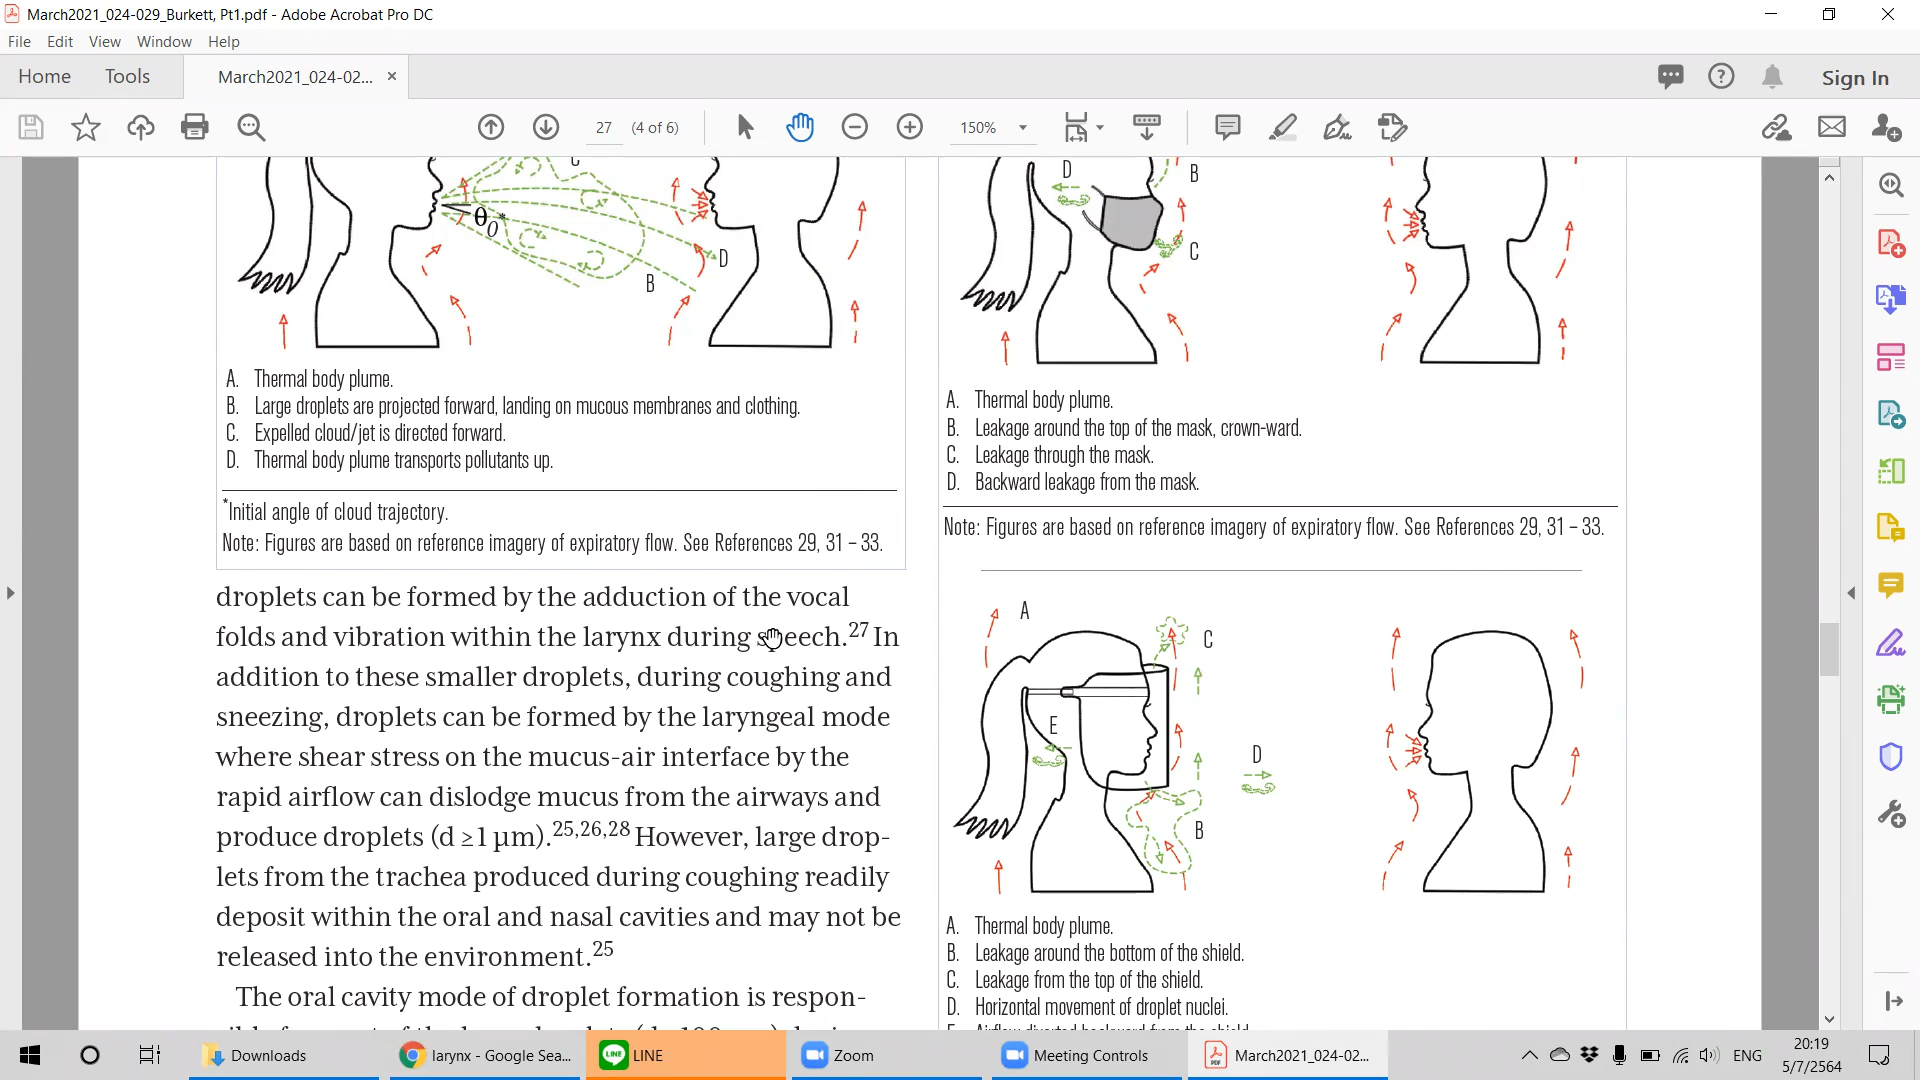 March2021_024-029_Burkett, Pt1.pdf - Adobe Acrobat Pro DC
File Edit View Window Help
Home Tools March2021_024-02... × Sign In
27 (4 of 6) 150%
C
θ0*
D
B
A. Thermal body plume.
B. Large droplets are projected forward, landing on mucous membranes and clothing.
C. Expelled cloud/jet is directed forward.
D. Thermal body plume transports pollutants up.
*Initial angle of cloud trajectory.
Note: Figures are based on reference imagery of expiratory flow. See References 29, 31 – 33.
droplets can be formed by the adduction of the vocal
folds and vibration within the larynx during speech.27 In
addition to these smaller droplets, during coughing and
sneezing, droplets can be formed by the laryngeal mode
where shear stress on the mucus-air interface by the
rapid airflow can dislodge mucus from the airways and
produce droplets (d ≥1 µm).25,26,28 However, large drop-
lets from the trachea produced during coughing readily
deposit within the oral and nasal cavities and may not be
released into the environment.25
The oral cavity mode of droplet formation is respon-
D
B
C
A. Thermal body plume.
B. Leakage around the top of the mask, crown-ward.
C. Leakage through the mask.
D. Backward leakage from the mask.
Note: Figures are based on reference imagery of expiratory flow. See References 29, 31 – 33.
A
C
E
D
B
A. Thermal body plume.
B. Leakage around the bottom of the shield.
C. Leakage from the top of the shield.
D. Horizontal movement of droplet nuclei.
E. Airflow diverted backward from the shield.
Downloads larynx - Google Sea... LINE Zoom Meeting Controls March2021_024-02... ENG 20:19
5/7/2564